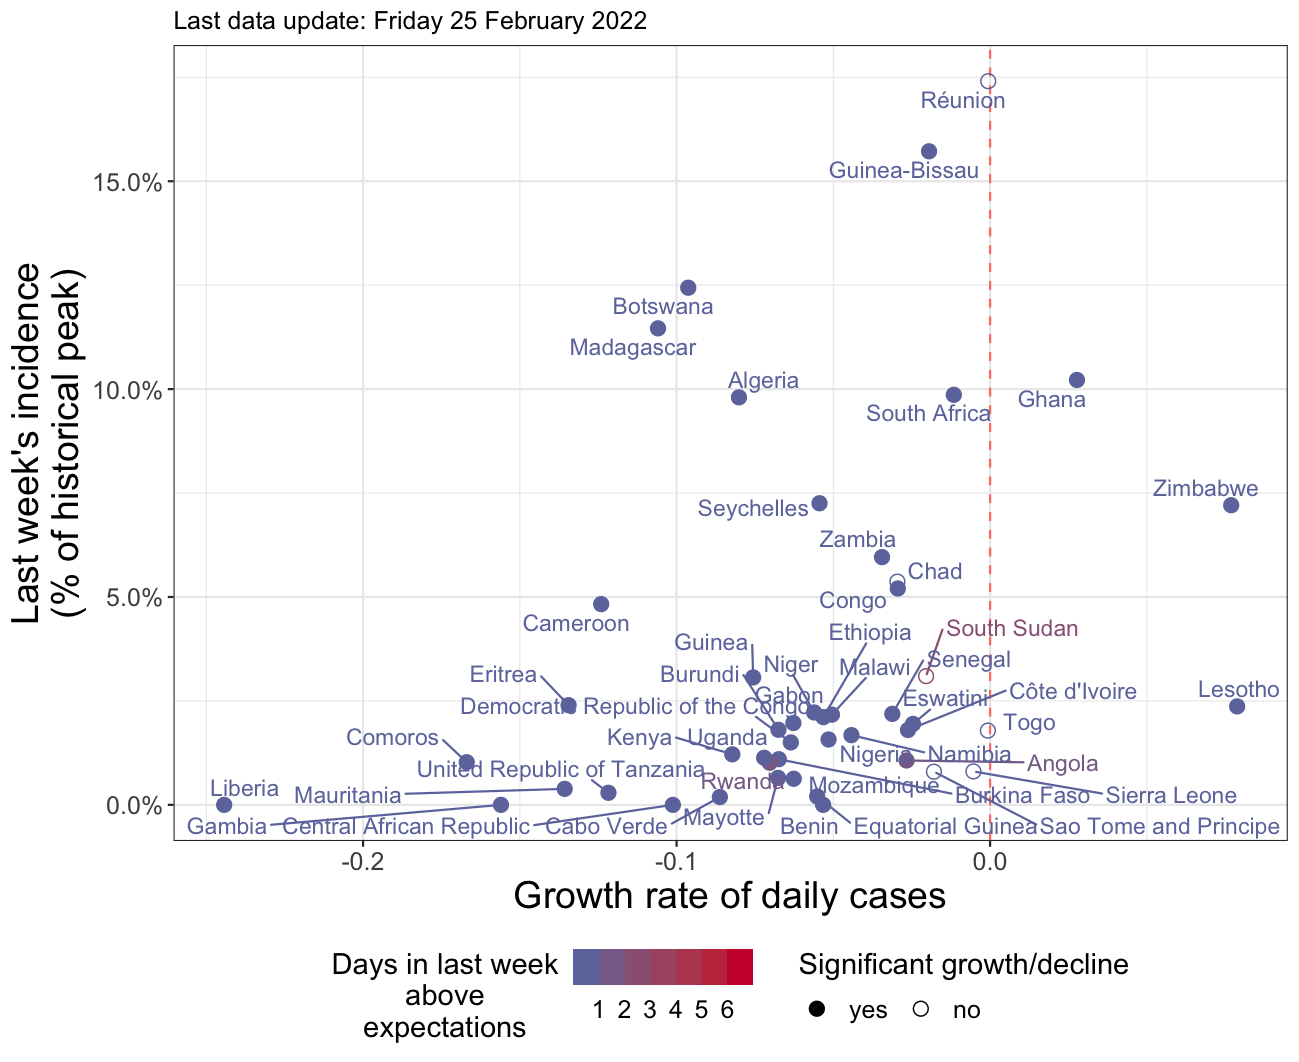 Last data update: Friday 25 February 2022
Last week's incidence
(% of historical peak)
15.0%
10.0%
5.0%
0.0%
Réunion
Guinea-Bissau
Botswana
Madagascar
Algeria
South Africa
Ghana
Zimbabwe
Seychelles
Zambia
Chad
Congo
Cameroon
Ethiopia
South Sudan
Guinea
Niger
Malawi
Senegal
Eritrea
Burundi
Gabon
Eswatini
Côte d'Ivoire
Lesotho
Democratic Republic of the Congo
Togo
Comoros
Kenya
Uganda
Nigeria
Namibia
Angola
United Republic of Tanzania
Rwanda
Mozambique
Liberia
Mauritania
Burkina Faso
Sierra Leone
Mayotte
Gambia
Central African Republic
Cabo Verde
Benin
Equatorial Guinea
Sao Tome and Principe
-0.2
-0.1
0.0
Growth rate of daily cases
Days in last week
above
expectations
1 2 3 4 5 6
Significant growth/decline
yes
no